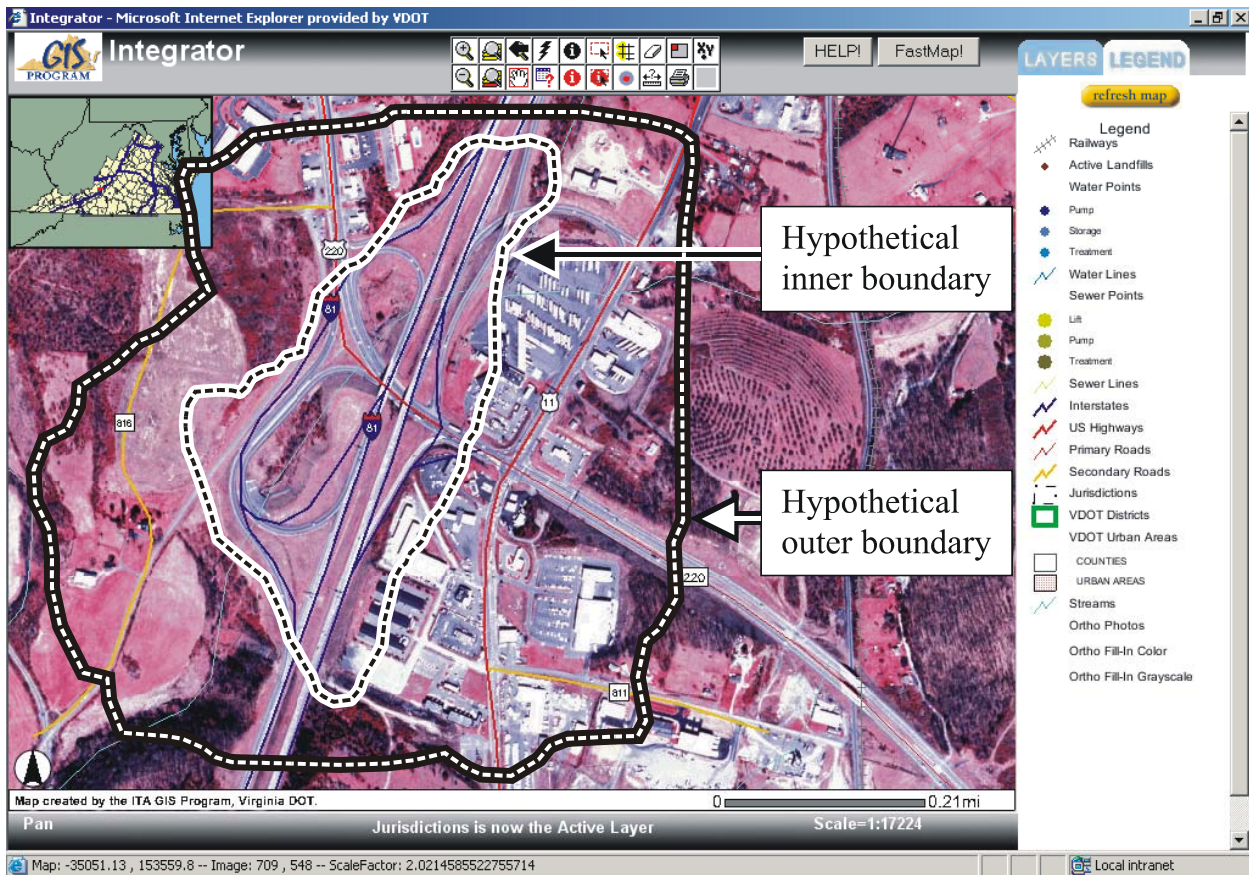 Integrator - Microsoft Internet Explorer provided by VDOT
GIS
PROGRAM
Integrator
XY
HELP!
FastMap!
LAYERS
LEGEND
refresh map
Legend
Railways
Active Landfills
Water Points
Pump
Storage
Treatment
Water Lines
Sewer Points
Lift
Pump
Treatment
Sewer Lines
Interstates
US Highways
Primary Roads
Secondary Roads
Jurisdictions
VDOT Districts
VDOT Urban Areas
COUNTIES
URBAN AREAS
Streams
Ortho Photos
Ortho Fill-In Color
Ortho Fill-In Grayscale
220
81
Hypothetical
inner boundary
11
816
81
Hypothetical
outer boundary
220
811
Map created by the ITA GIS Program, Virginia DOT.
0
0.21mi
Pan
Jurisdictions is now the Active Layer
Scale=1:17224
Map: -35051.13 , 153559.8 -- Image: 709 , 548 -- ScaleFactor: 2.0214585522755714
Local intranet